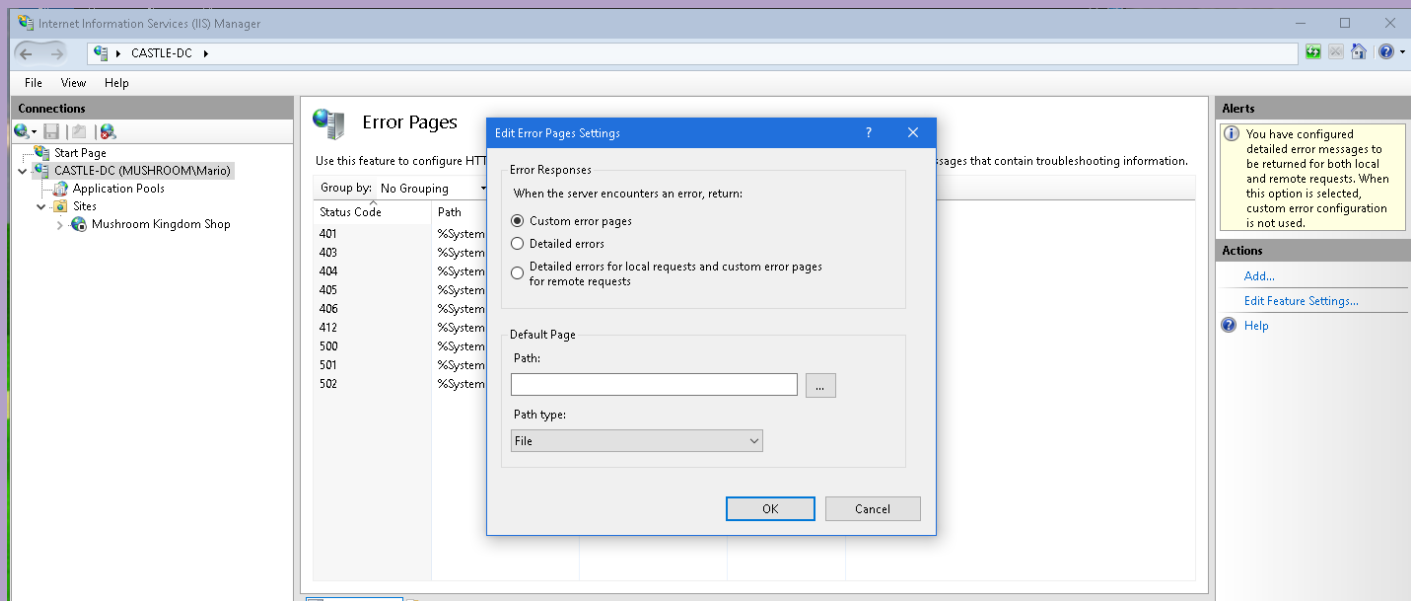 Internet Information Services (IIS) Manager
CASTLE-DC
File View Help
Connections
Start Page
CASTLE-DC (MUSHROOM\Mario)
Application Pools
Sites
Mushroom Kingdom Shop
Error Pages
Use this feature to configure HTT
sages that contain troubleshooting information.
Group by: No Grouping
Status Code Path
401 %System
403 %System
404 %System
405 %System
406 %System
412 %System
500 %System
501 %System
502 %System
Edit Error Pages Settings
?
Error Responses
When the server encounters an error, return:
Custom error pages
Detailed errors
Detailed errors for local requests and custom error pages
for remote requests
Default Page
Path:
...
Path type:
File
OK Cancel
Alerts
You have configured
detailed error messages to
be returned for both local
and remote requests. When
this option is selected,
custom error configuration
is not used.
Actions
Add...
Edit Feature Settings...
Help